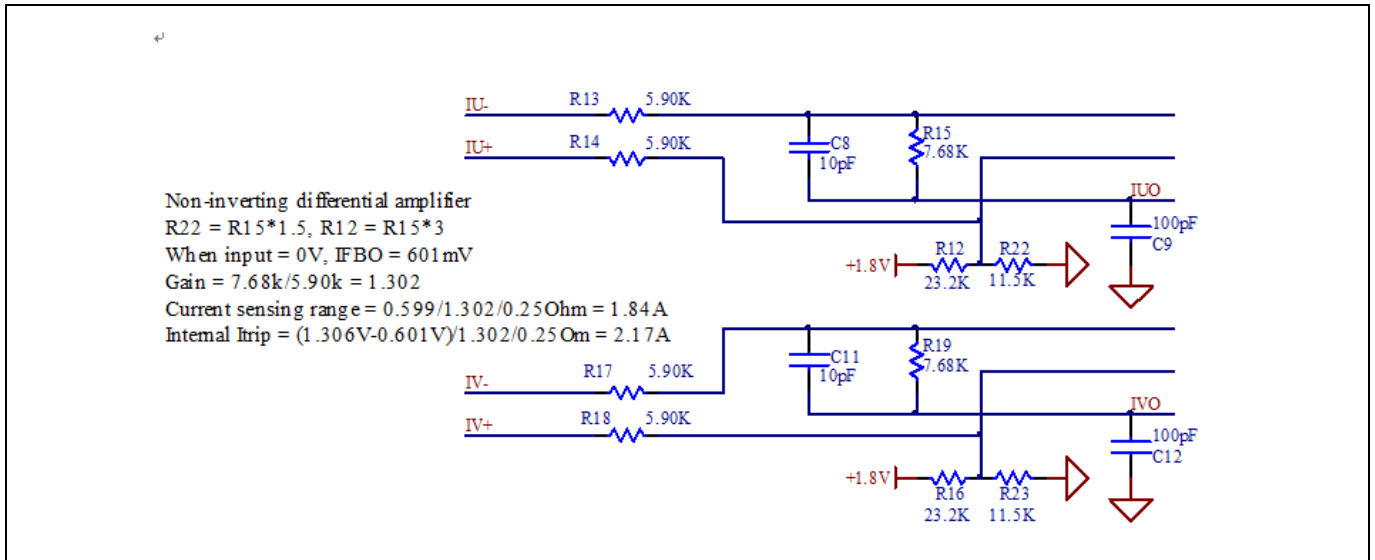 IU-
R13 5.90K
IU+
R14 5.90K
C8
10pF
R15
7.68K
IUO
100pF
C9
+1.8V
R12 R22
23.2K 11.5K
Non-inverting differential amplifier
R22 = R15*1.5, R12 = R15*3
When input = 0V, IFBO = 601mV
Gain = 7.68k/5.90k = 1.302
Current sensing range = 0.599/1.302/0.25Ohm = 1.84A
Internal Itrip = (1.306V-0.601V)/1.302/0.25Om = 2.17A
IV-
R17 5.90K
IV+
R18 5.90K
C11
10pF
R19
7.68K
IVO
100pF
C12
+1.8V
R16 R23
23.2K 11.5K